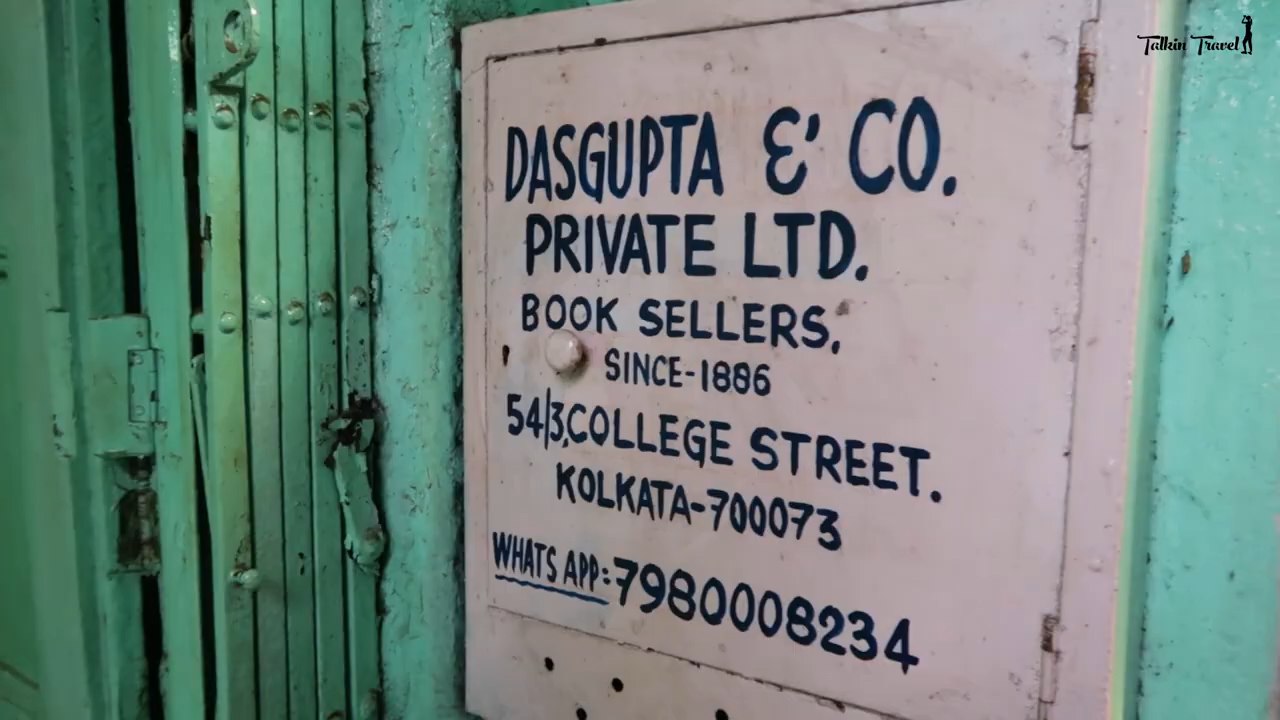 Talkin Travel
2
DASGUPTA & CO.
PRIVATE LTD.
BOOK SELLERS.
SINCE-1886
54/3,COLLEGE STREET.
KOLKATA-700073
WHATS APP:7980008234